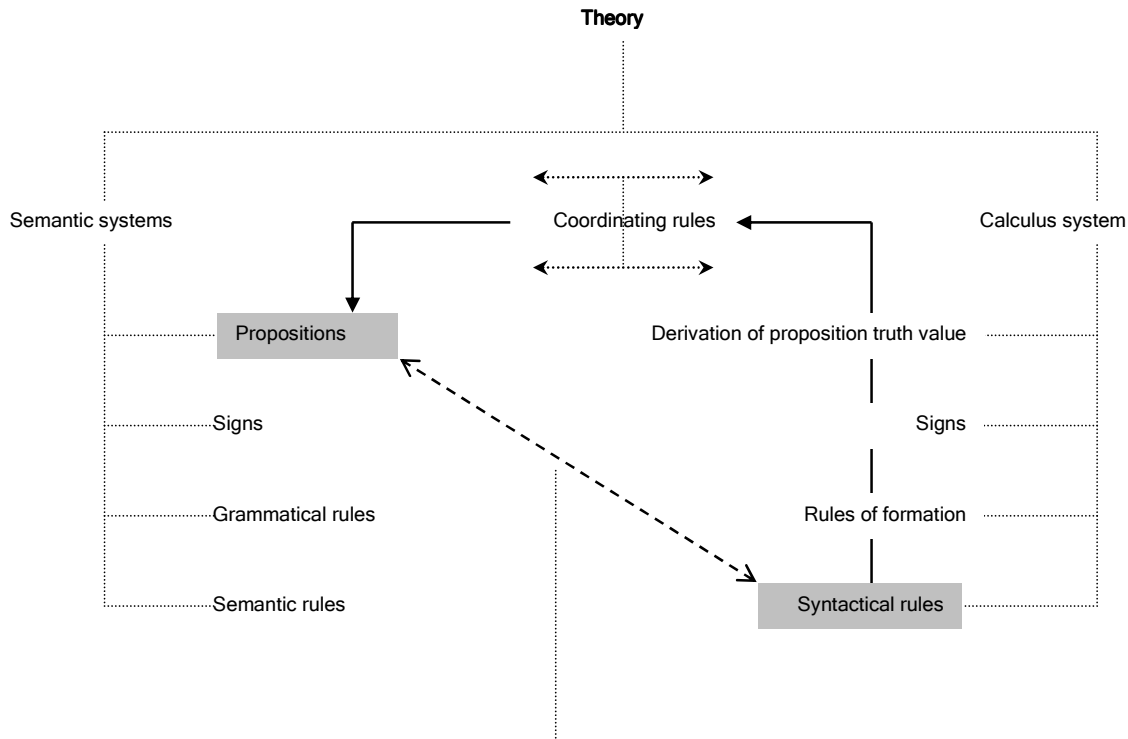 Theory
Semantic systems
Coordinating rules
Calculus system
Propositions
Derivation of proposition truth value
Signs
Signs
Grammatical rules
Rules of formation
Semantic rules
Syntactical rules